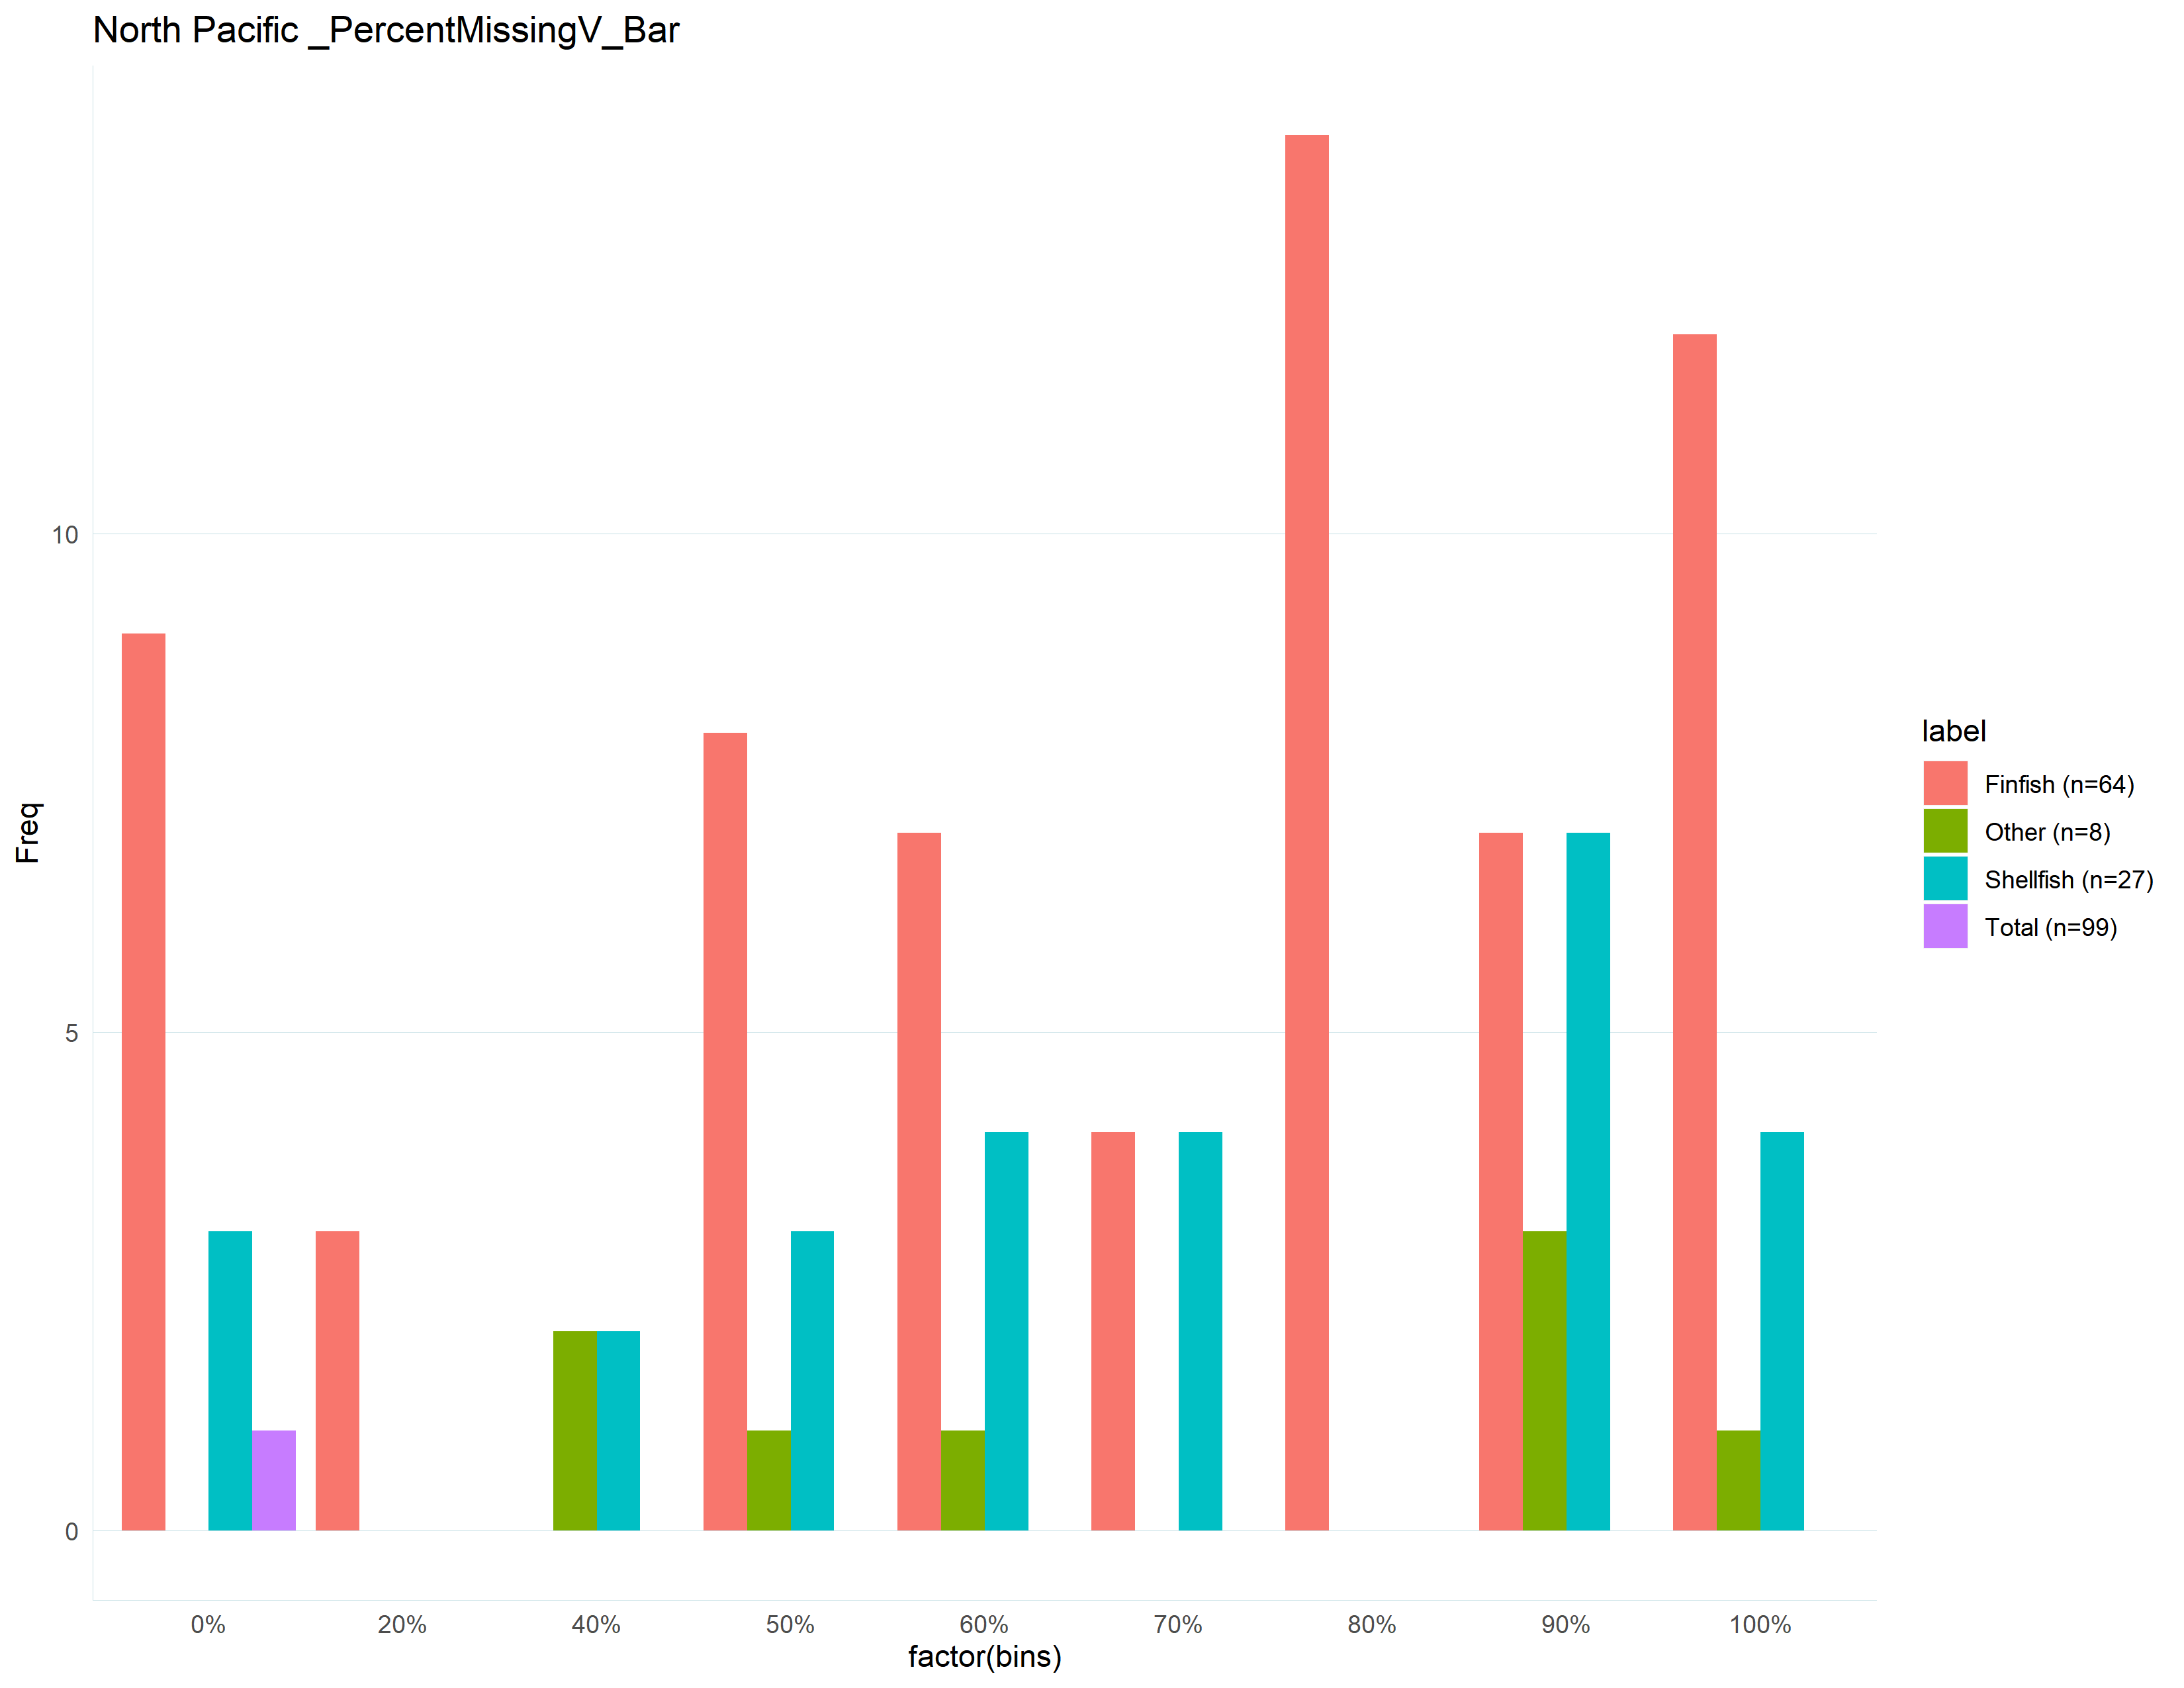 North Pacific _PercentMissingV_Bar
10
5
0
Freq
0% 20% 40% 50% 60% 70% 80% 90% 100%
factor(bins)
label
Finfish (n=64)
Other (n=8)
Shellfish (n=27)
Total (n=99)